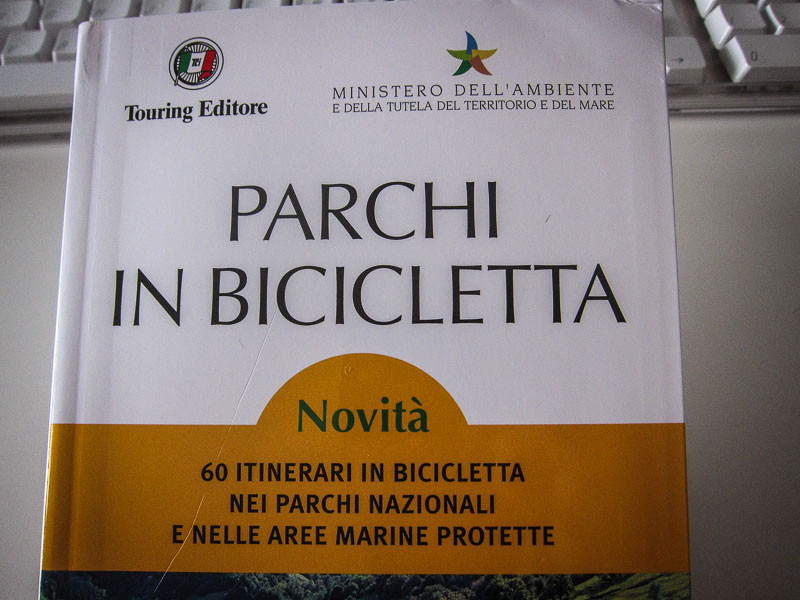 Touring Editore
MINISTERO DELL'AMBIENTE
E DELLA TUTELA DEL TERRITORIO E DEL MARE
PARCHI
IN BICICLETTA
Novità
60 ITINERARI IN BICICLETTA
NEI PARCHI NAZIONALI
E NELLE AREE MARINE PROTETTE